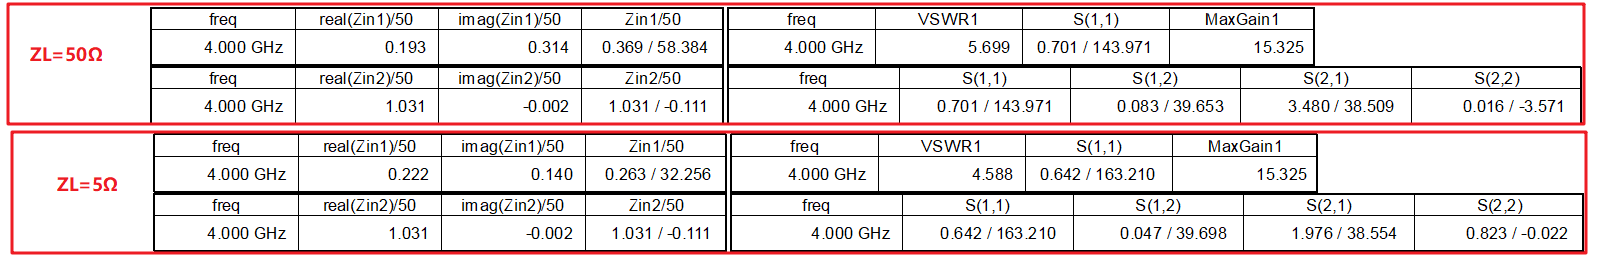 freq real(Zin1)/50 imag(Zin1)/50 Zin1/50 freq VSWR1 S(1,1) MaxGain1
4.000 GHz 0.193 0.314 0.369 / 58.384 4.000 GHz 5.699 0.701 / 143.971 15.325
ZL=50Ω
freq real(Zin2)/50 imag(Zin2)/50 Zin2/50 freq S(1,1) S(1,2) S(2,1) S(2,2)
4.000 GHz 1.031 -0.002 1.031 / -0.111 4.000 GHz 0.701 / 143.971 0.083 / 39.653 3.480 / 38.509 0.016 / -3.571
freq real(Zin1)/50 imag(Zin1)/50 Zin1/50 freq VSWR1 S(1,1) MaxGain1
4.000 GHz 0.222 0.140 0.263 / 32.256 4.000 GHz 4.588 0.642 / 163.210 15.325
ZL=5Ω
freq real(Zin2)/50 imag(Zin2)/50 Zin2/50 freq S(1,1) S(1,2) S(2,1) S(2,2)
4.000 GHz 1.031 -0.002 1.031 / -0.111 4.000 GHz 0.642 / 163.210 0.047 / 39.698 1.976 / 38.554 0.823 / -0.022